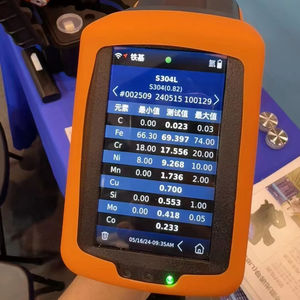 铁基
S304L
S304(0.82)
#002509 240515 100129
元素 最小值 测试值 最大值
C 0.00 0.023 0.03
Fe 66.30 69.397 74.00
Cr 18.00 17.556 20.00
Ni 8.00 9.268 10.00
Mn 0.00 1.736 2.00
Cu 0.700
Si 0.00 0.553 1.00
Mo 0.00 0.418 0.05
Co 0.233
05/16/24-09:35AM